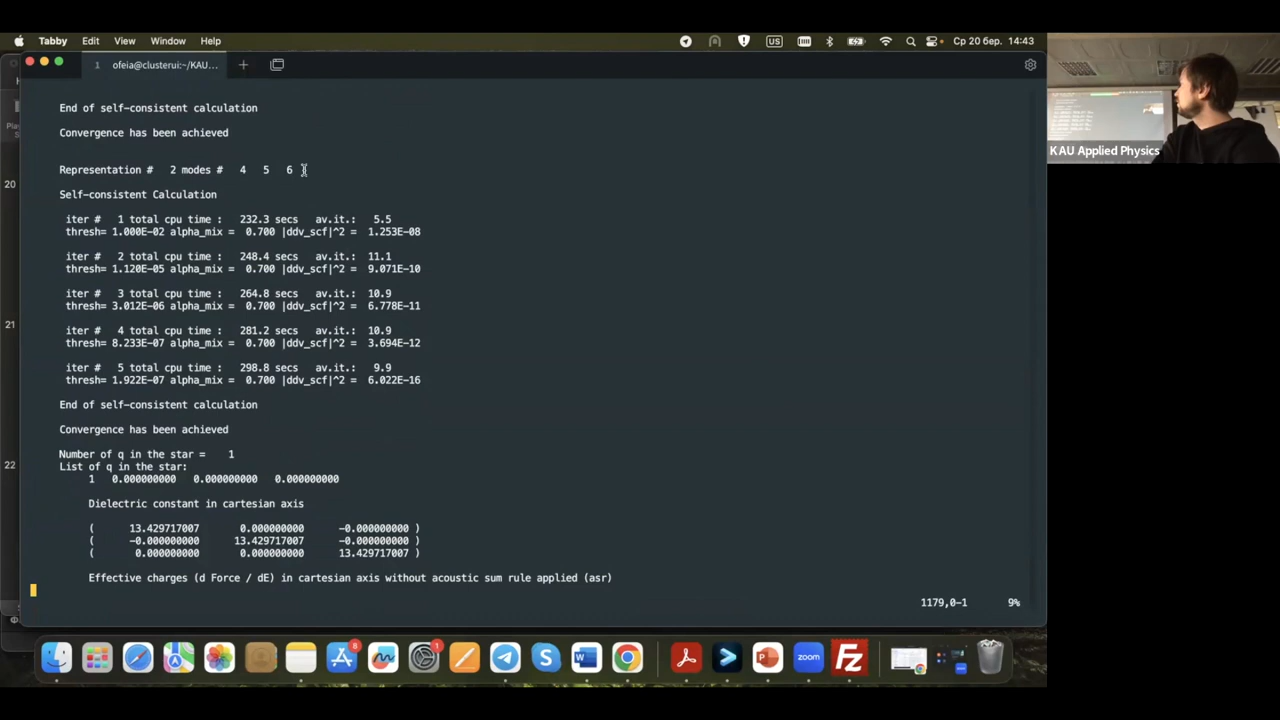 Tabby Edit View Window Help
US
Ср 20 бер. 14:43
1 ofeia@clusterui:~/KAU...
End of self-consistent calculation
Convergence has been achieved
Representation # 2 modes # 4 5 6
Self-consistent Calculation
iter # 1 total cpu time : 232.3 secs av.it.: 5.5
thresh= 1.000E-02 alpha_mix = 0.700 |ddv_scf|^2 = 1.253E-08
iter # 2 total cpu time : 248.4 secs av.it.: 11.1
thresh= 1.120E-05 alpha_mix = 0.700 |ddv_scf|^2 = 9.071E-10
iter # 3 total cpu time : 264.8 secs av.it.: 10.9
thresh= 3.012E-06 alpha_mix = 0.700 |ddv_scf|^2 = 6.778E-11
iter # 4 total cpu time : 281.2 secs av.it.: 10.9
thresh= 8.233E-07 alpha_mix = 0.700 |ddv_scf|^2 = 3.694E-12
iter # 5 total cpu time : 298.8 secs av.it.: 9.9
thresh= 1.922E-07 alpha_mix = 0.700 |ddv_scf|^2 = 6.022E-16
End of self-consistent calculation
Convergence has been achieved
Number of q in the star = 1
List of q in the star:
1 0.000000000 0.000000000 0.000000000
Dielectric constant in cartesian axis
( 13.429717007 0.000000000 -0.000000000 )
( -0.000000000 13.429717007 -0.000000000 )
( 0.000000000 0.000000000 13.429717007 )
Effective charges (d Force / dE) in cartesian axis without acoustic sum rule applied (asr)
1179,0-1 9%
20
21
22
KAU Applied Physics
8
1
zoom